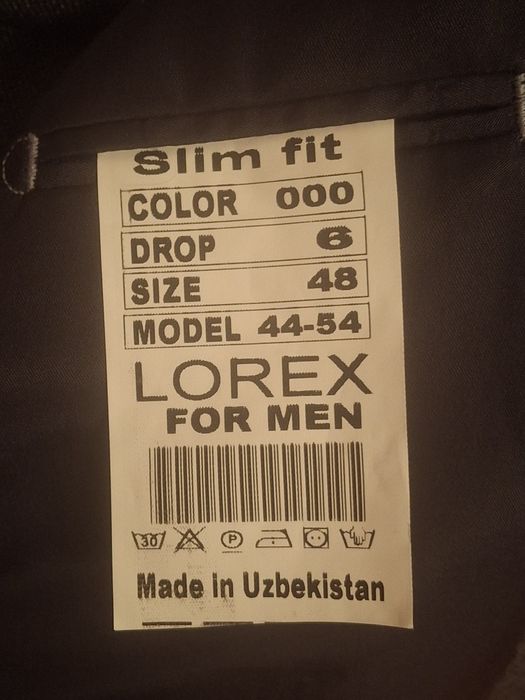 Slim fit
COLOR 000
DROP 6
SIZE 48
MODEL 44-54
LOREX
FOR MEN
30 P
Made in Uzbekistan